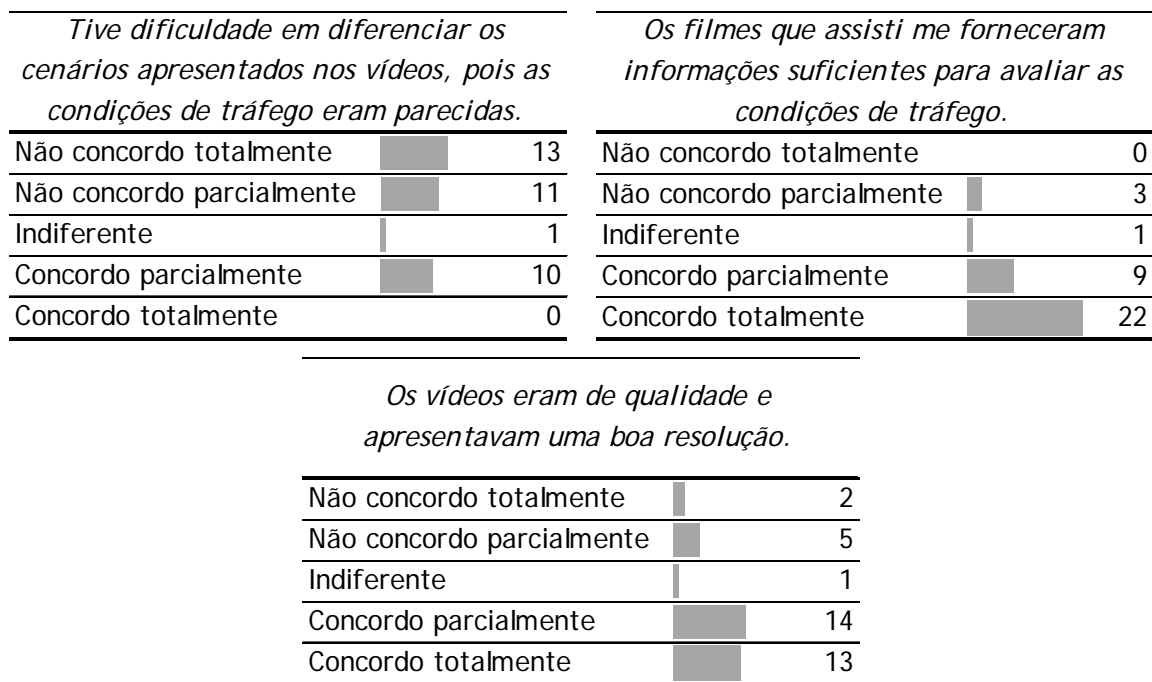 Tive dificuldade em diferenciar os
cenários apresentados nos vídeos, pois as
condições de tráfego eram parecidas.
Não concordo totalmente 13
Não concordo parcialmente 11
Indiferente 1
Concordo parcialmente 10
Concordo totalmente 0
Os filmes que assisti me forneceram
informações suficientes para avaliar as
condições de tráfego.
Não concordo totalmente 0
Não concordo parcialmente 3
Indiferente 1
Concordo parcialmente 9
Concordo totalmente 22
Os vídeos eram de qualidade e
apresentavam uma boa resolução.
Não concordo totalmente 2
Não concordo parcialmente 5
Indiferente 1
Concordo parcialmente 14
Concordo totalmente 13